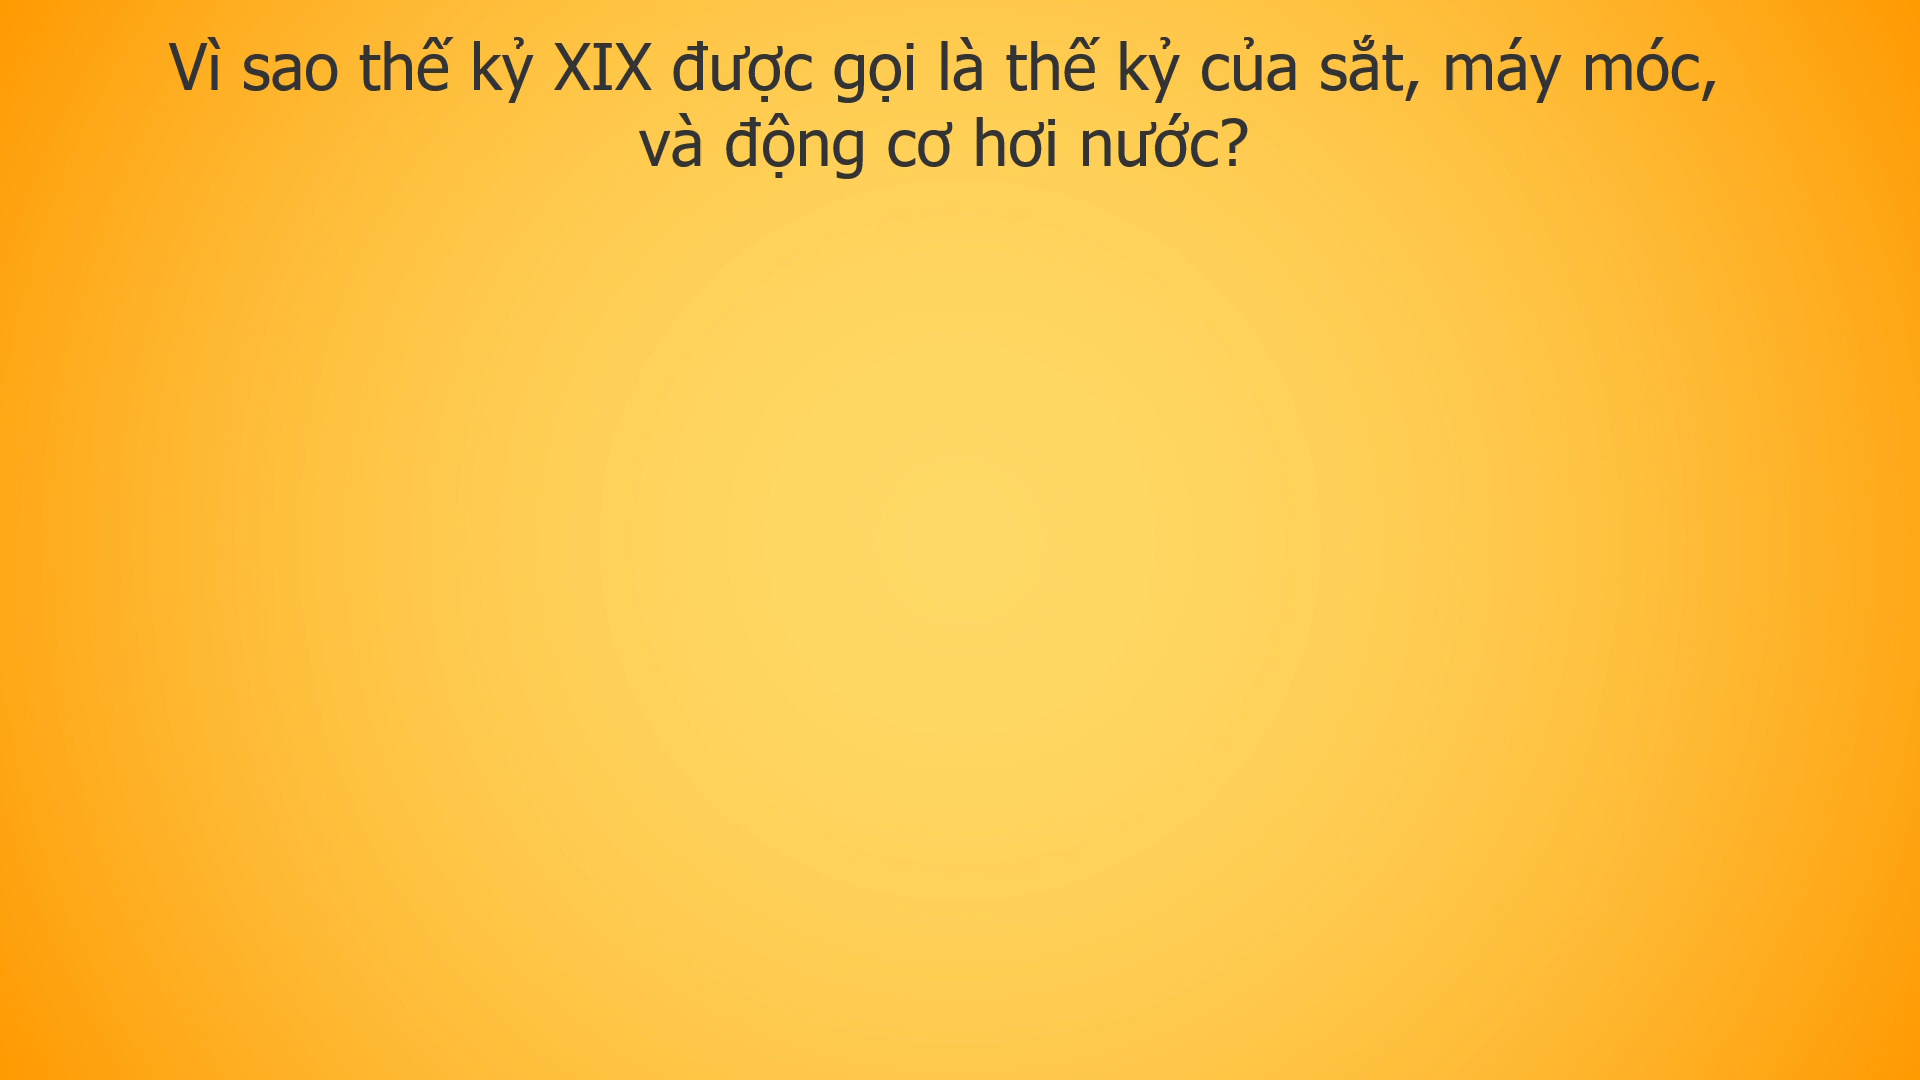 Vì sao thế kỷ XIX được gọi là thế kỷ của sắt, máy móc,
và động cơ hơi nước?